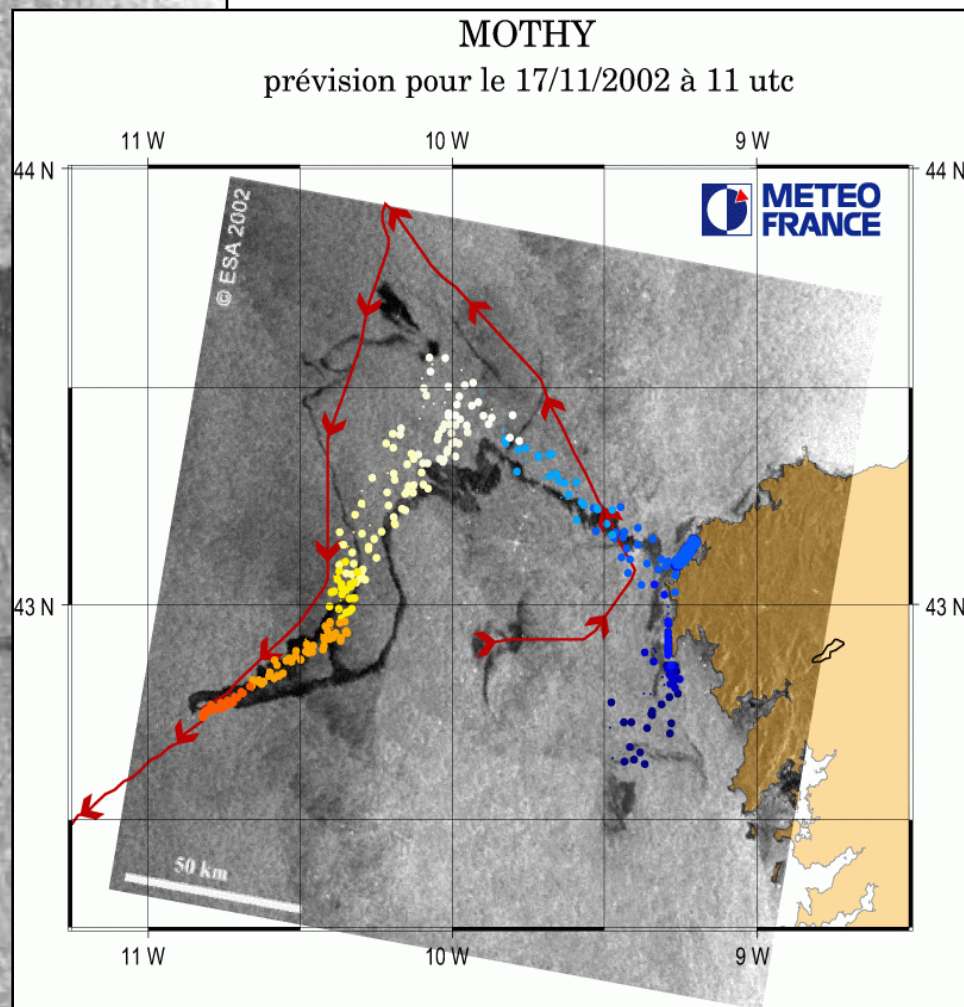 MOTHY
prévision pour le 17/11/2002 à 11 utc
11 W 10 W 9 W
44 N 44 N
© ESA 2002
METEO
FRANCE
43 N 43 N
50 km
11 W 10 W 9 W